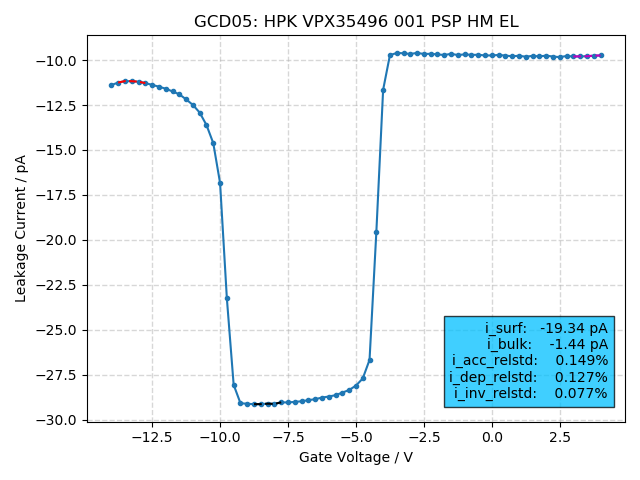 GCD05: HPK VPX35496 001 PSP HM EL
Leakage Current / pA
−10.0
−12.5
−15.0
−17.5
−20.0
−22.5
−25.0
−27.5
−30.0
i_surf: -19.34 pA
i_bulk: -1.44 pA
i_acc_relstd: 0.149%
i_dep_relstd: 0.127%
i_inv_relstd: 0.077%
−12.5 −10.0 −7.5 −5.0 −2.5 0.0 2.5
Gate Voltage / V